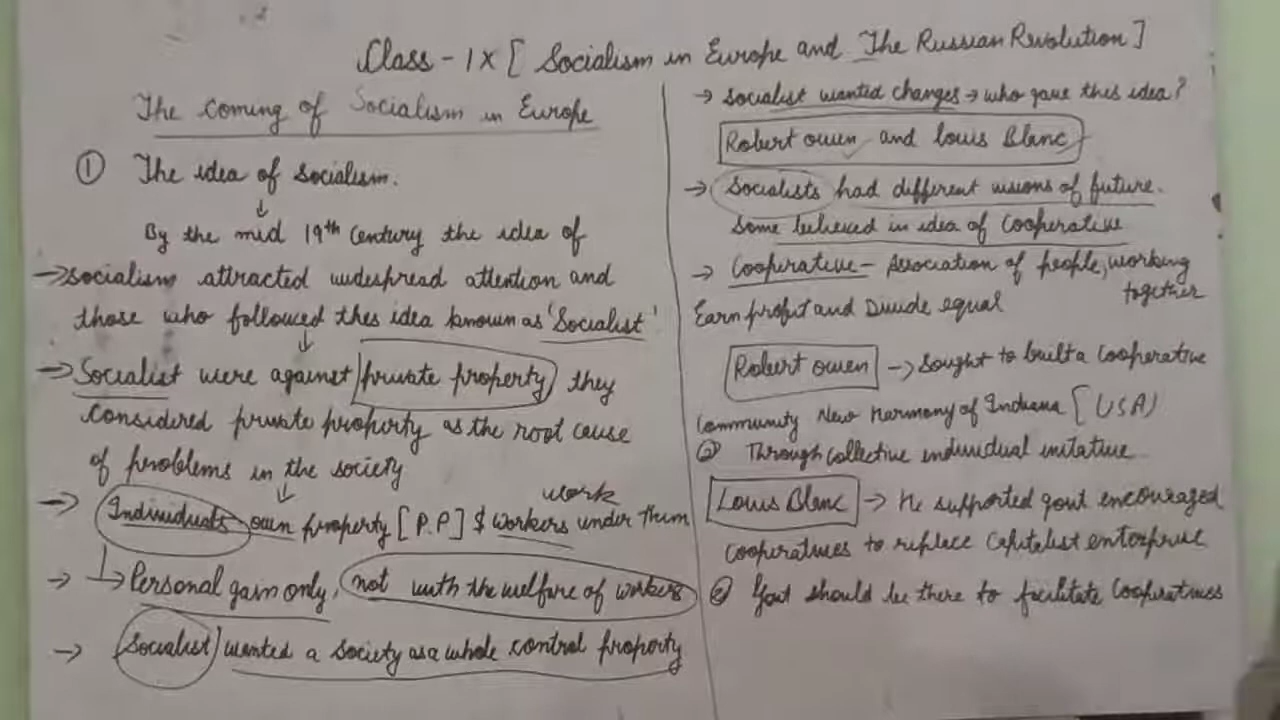 Class - IX [ Socialism in Europe and The Russian Revolution ]
The coming of Socialism in Europe
① The idea of socialism.
↓
By the mid 19th Century the idea of
→ socialism attracted widespread attention and
those who followed this idea known as 'Socialist'
↓
→ Socialist were against private property, they
considered private property as the root cause
of problems in the society
↓
→ Individuals own property [P.P] $ workers work under them
→ ↳ Personal gain only, not with the welfare of workers
→ Socialist wanted a society as a whole control property
→ Socialist wanted changes → who gave this idea?
Robert owen and Louis Blanc
→ Socialists had different visions of future.
Some believed in idea of cooperative
→ Cooperative - Association of people, working together
Earn profit and Divide equal
Robert owen → Sought to built a cooperative
Community New Harmony of Indiana [USA)
② Through collective individual initative
Louis Blanc → He supported govt encouraged
cooperatives to replace capitalist enterprise
② Govt should be there to facilitate cooperatives